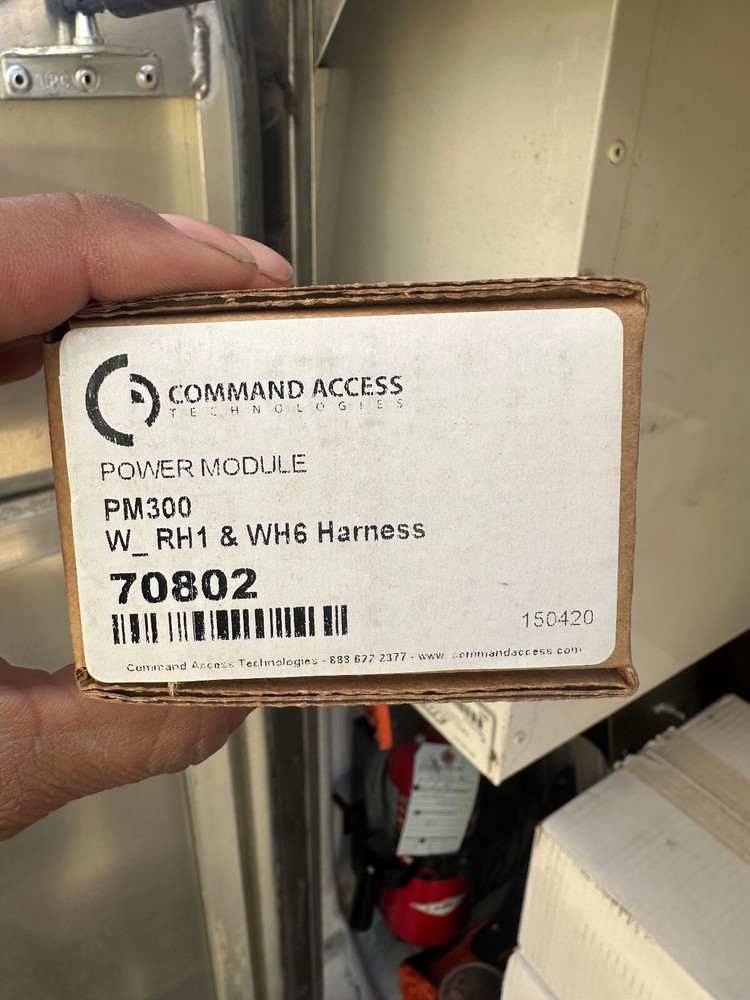 COMMAND ACCESS
TECHNOLOGIES
POWER MODULE
PM300
W_ RH1 & WH6 Harness
70802
150420
Command Access Technologies - 888 622 2377 - www. commandaccess.com